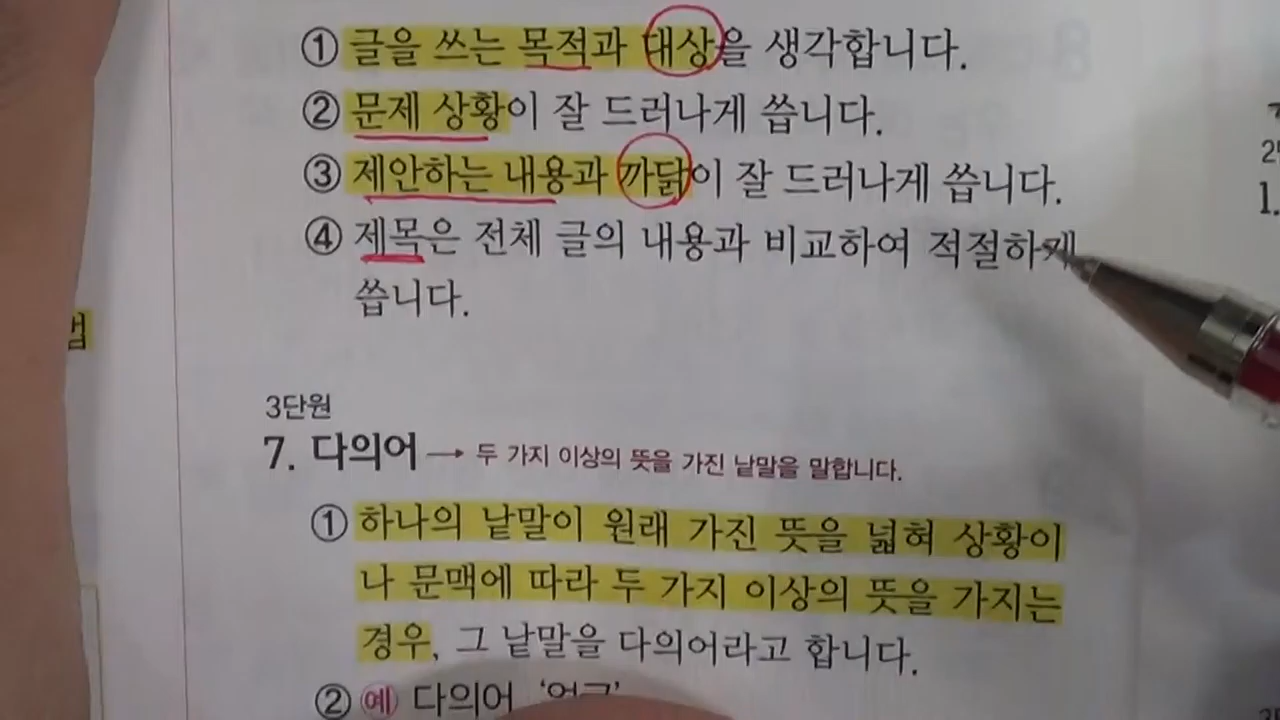 ① 글을 쓰는 목적과 대상을 생각합니다.
② 문제 상황이 잘 드러나게 씁니다.
③ 제안하는 내용과 까닭이 잘 드러나게 씁니다.
④ 제목은 전체 글의 내용과 비교하여 적절하게
씁니다.
3단원
7. 다의어 → 두 가지 이상의 뜻을 가진 낱말을 말합니다.
① 하나의 낱말이 원래 가진 뜻을 넓혀 상황이
나 문맥에 따라 두 가지 이상의 뜻을 가지는
경우, 그 낱말을 다의어라고 합니다.
② 예 다의어
1.